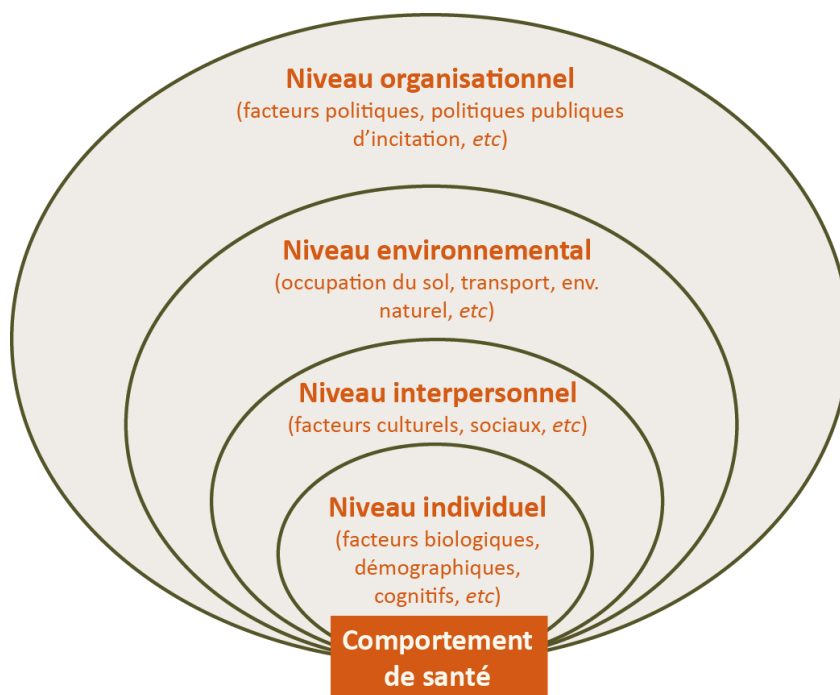 Niveau organisationnel
(facteurs politiques, politiques publiques
d'incitation, etc)
Niveau environnemental
(occupation du sol, transport, env.
naturel, etc)
Niveau interpersonnel
(facteurs culturels, sociaux, etc)
Niveau individuel
(facteurs biologiques,
démographiques,
cognitifs, etc)
Comportement
de santé